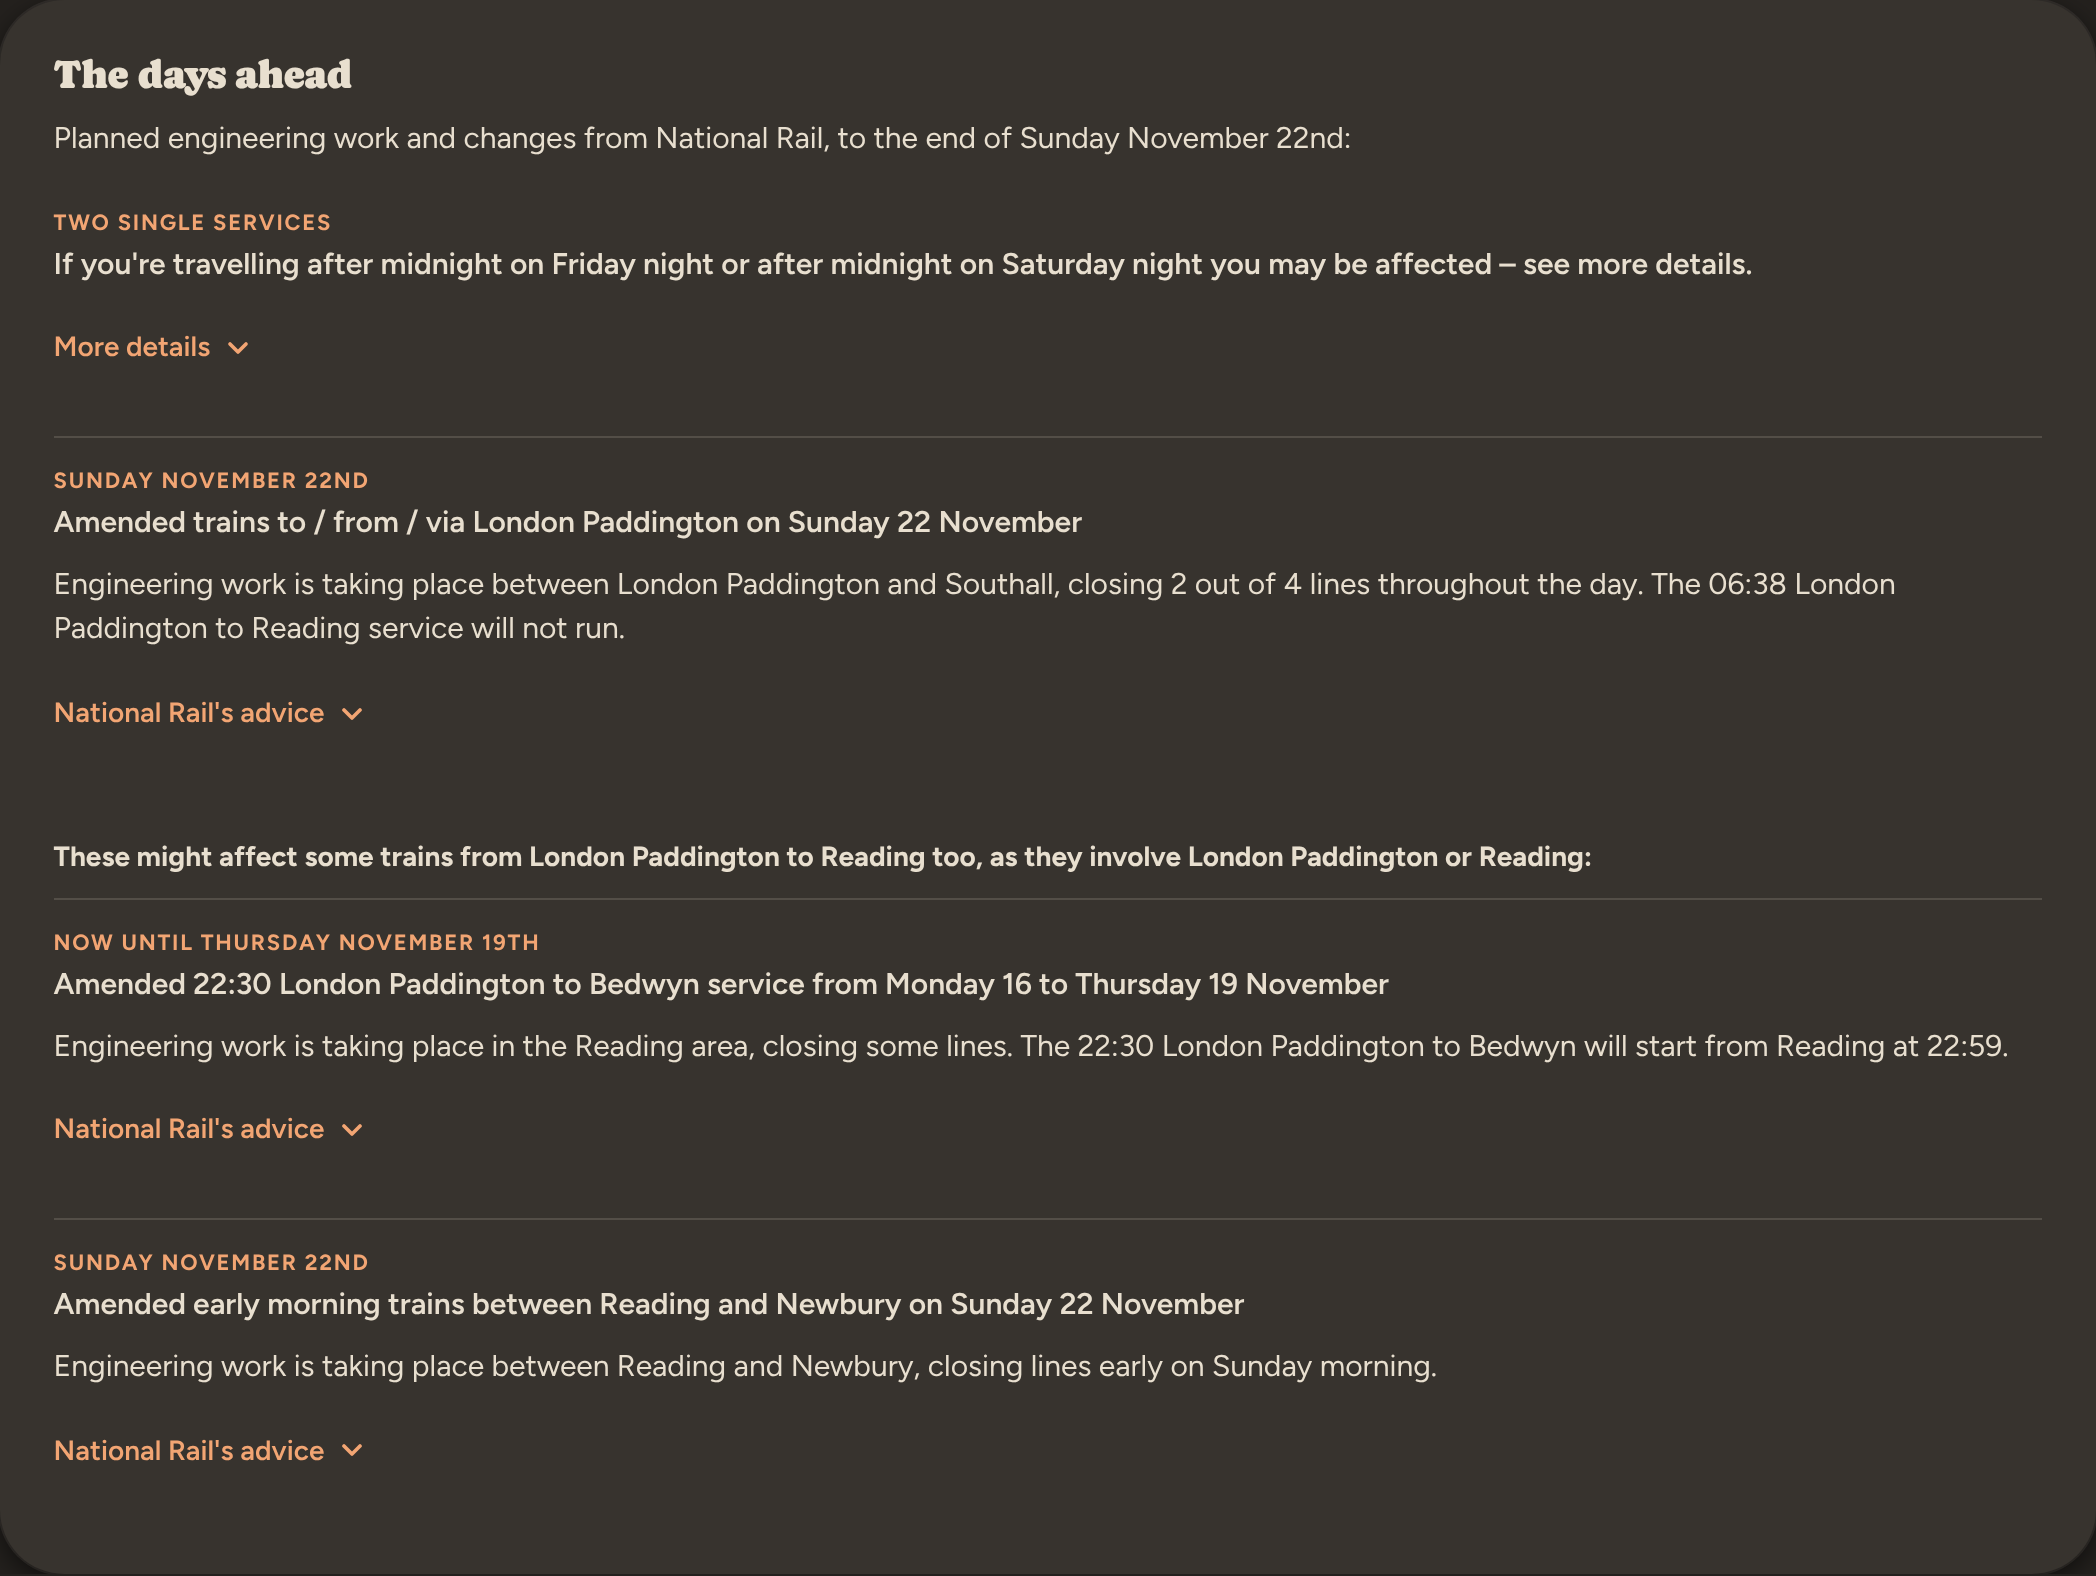 The days ahead
Planned engineering work and changes from National Rail, to the end of Sunday November 22nd:
TWO SINGLE SERVICES
If you're travelling after midnight on Friday night or after midnight on Saturday night you may be affected – see more details.
More details
SUNDAY NOVEMBER 22ND
Amended trains to / from / via London Paddington on Sunday 22 November
Engineering work is taking place between London Paddington and Southall, closing 2 out of 4 lines throughout the day. The 06:38 London
Paddington to Reading service will not run.
National Rail's advice
These might affect some trains from London Paddington to Reading too, as they involve London Paddington or Reading:
NOW UNTIL THURSDAY NOVEMBER 19TH
Amended 22:30 London Paddington to Bedwyn service from Monday 16 to Thursday 19 November
Engineering work is taking place in the Reading area, closing some lines. The 22:30 London Paddington to Bedwyn will start from Reading at 22:59.
National Rail's advice
SUNDAY NOVEMBER 22ND
Amended early morning trains between Reading and Newbury on Sunday 22 November
Engineering work is taking place between Reading and Newbury, closing lines early on Sunday morning.
National Rail's advice